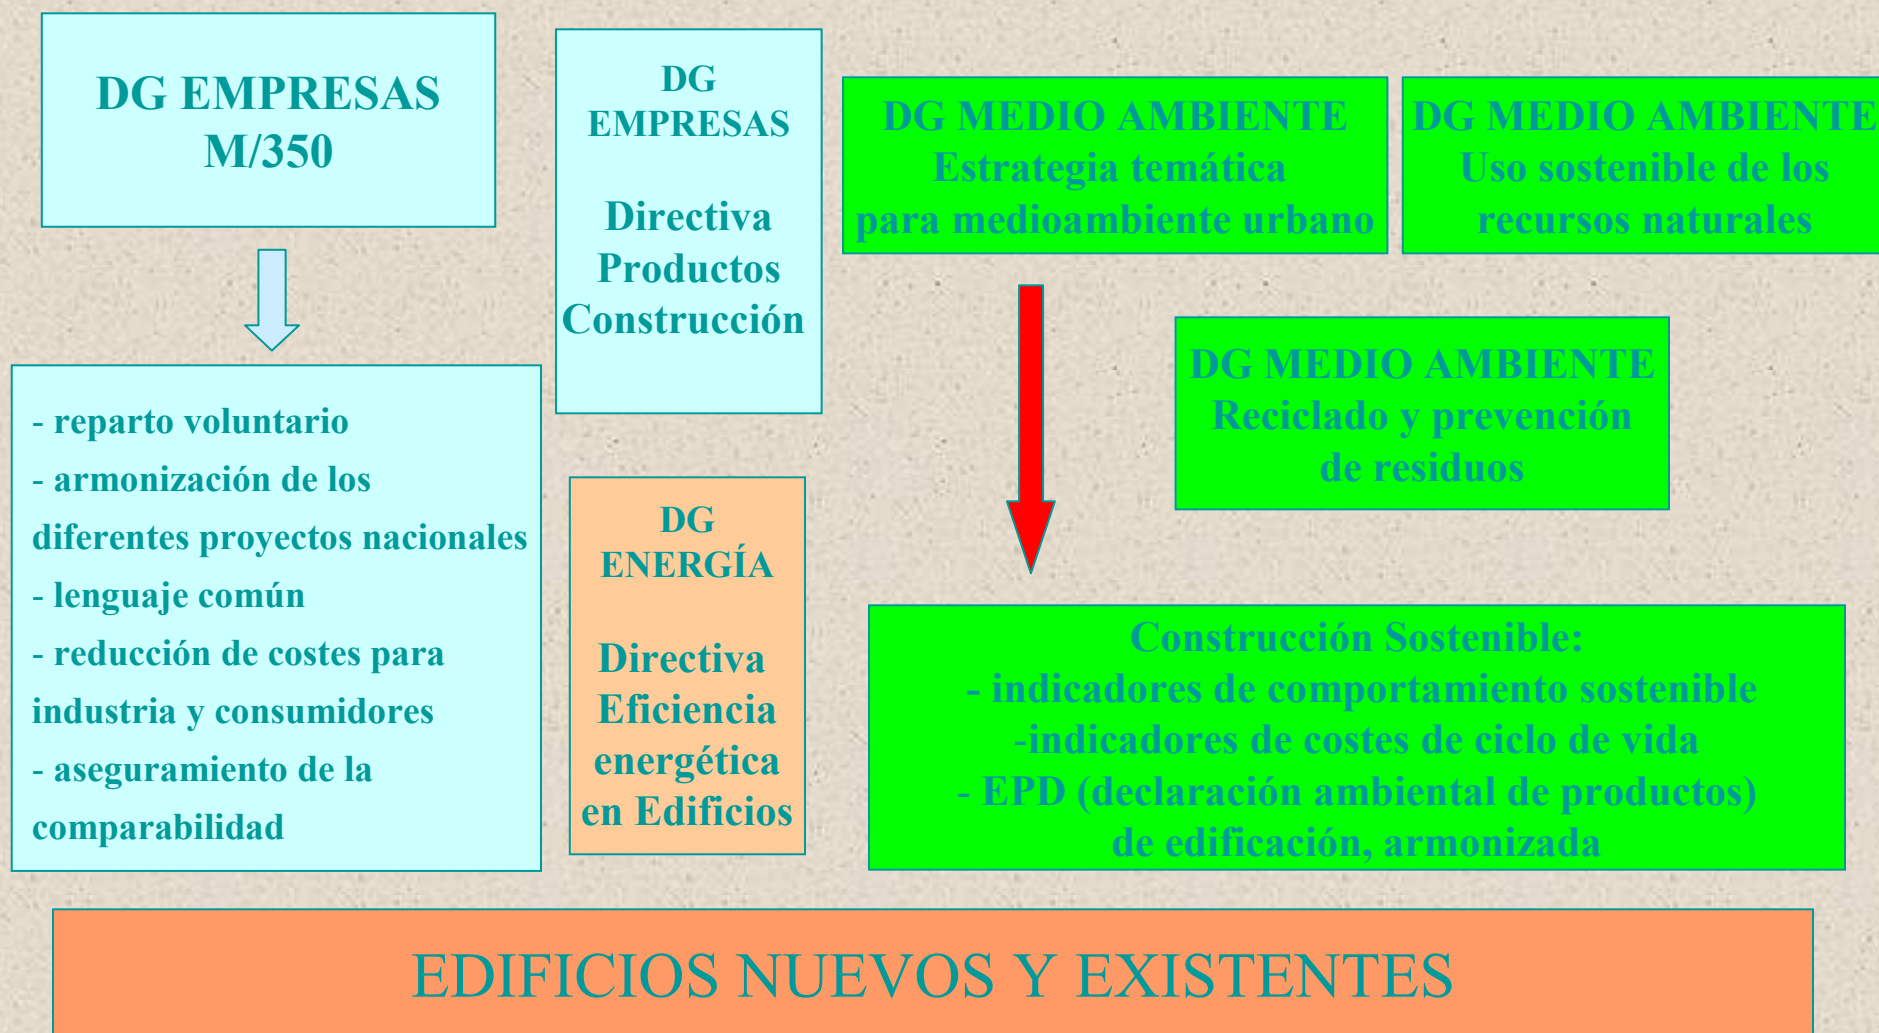 DG EMPRESAS
M/350
- reparto voluntario
- armonización de los
diferentes proyectos nacionales
- lenguaje común
- reducción de costes para
industria y consumidores
- aseguramiento de la
comparabilidad
DG
EMPRESAS
Directiva
Productos
Construcción
DG
ENERGÍA
Directiva
Eficiencia
energética
en Edificios
DG MEDIO AMBIENTE
Estrategia temática
para medioambiente urbano
DG MEDIO AMBIENTE
Uso sostenible de los
recursos naturales
DG MEDIO AMBIENTE
Reciclado y prevención
de residuos
Construcción Sostenible:
- indicadores de comportamiento sostenible
-indicadores de costes de ciclo de vida
- EPD (declaración ambiental de productos)
de edificación, armonizada
EDIFICIOS NUEVOS Y EXISTENTES